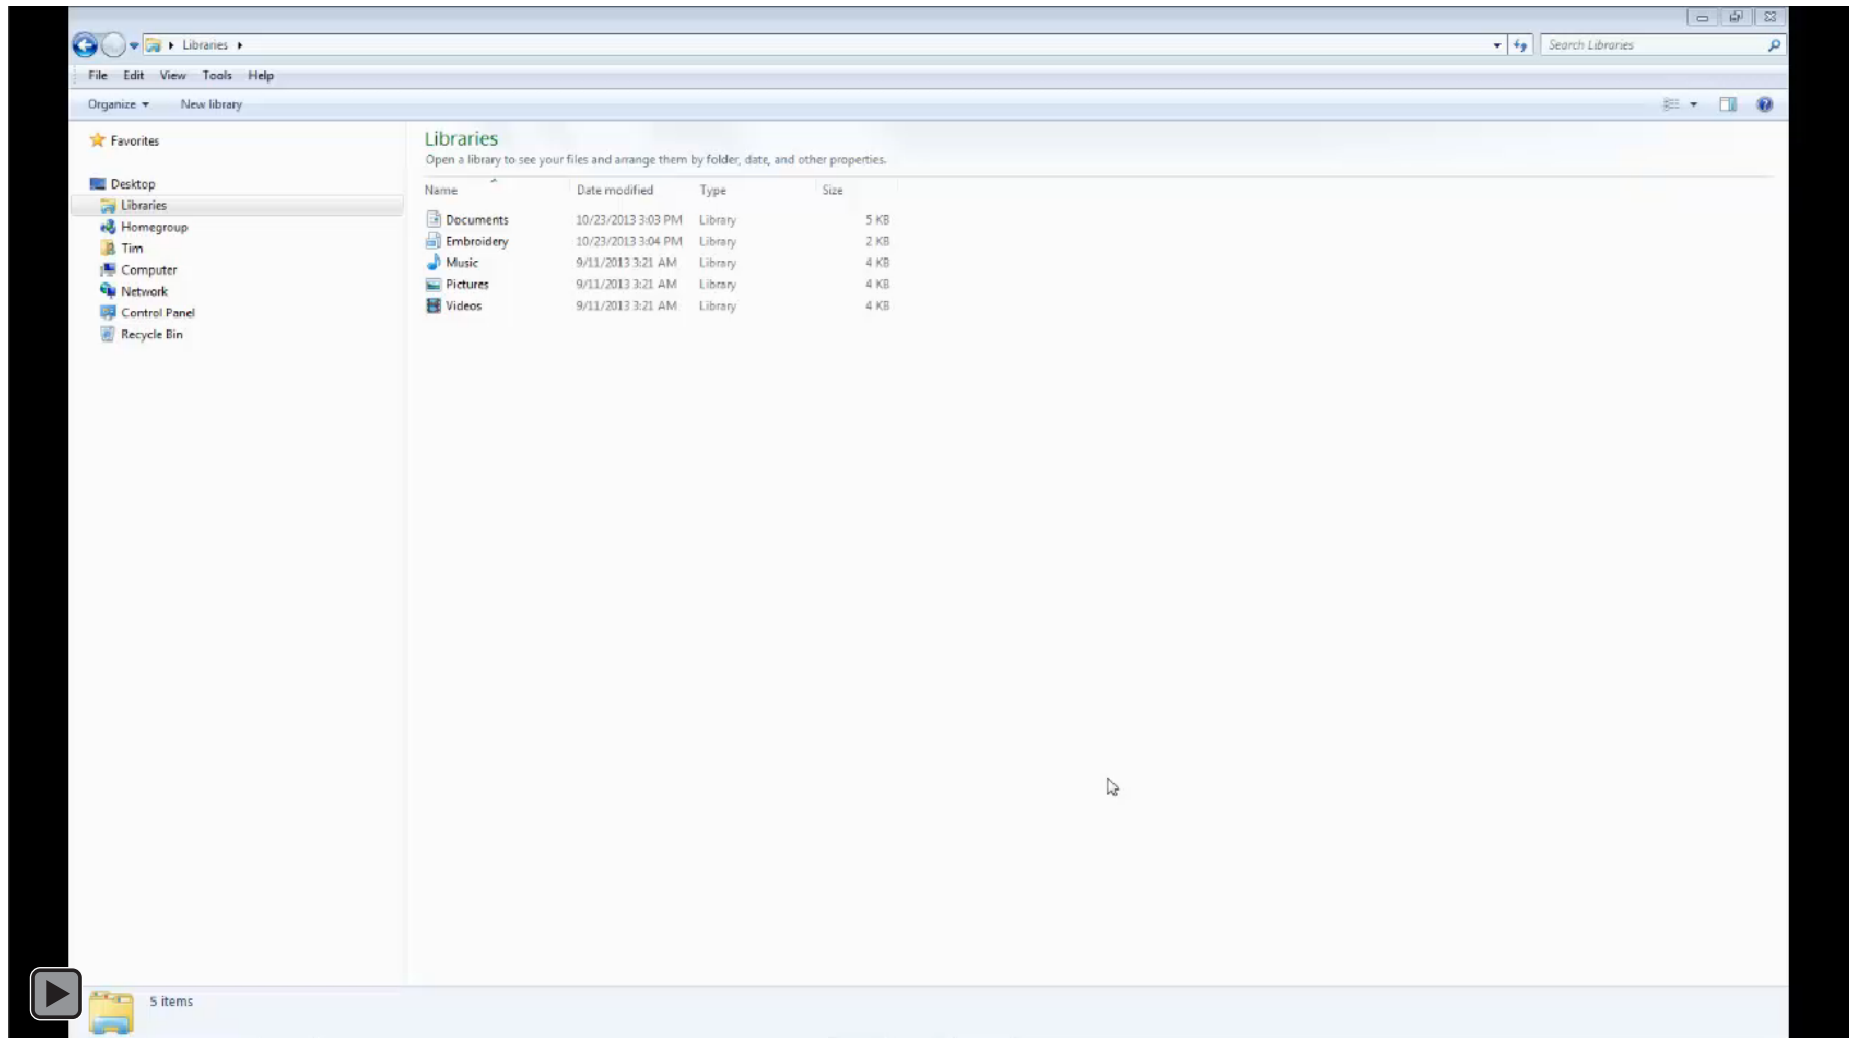 Libraries
Search Libraries
File Edit View Tools Help
Organize New library
Favorites
Desktop
Libraries
Homegroup
Tim
Computer
Network
Control Panel
Recycle Bin
Libraries
Open a library to see your files and arrange them by folder, date, and other properties.
Name Date modified Type Size
Documents 10/23/2013 3:03 PM Library 5 KB
Embroidery 10/23/2013 3:04 PM Library 2 KB
Music 9/11/2013 3:21 AM Library 4 KB
Pictures 9/11/2013 3:21 AM Library 4 KB
Videos 9/11/2013 3:21 AM Library 4 KB
5 items